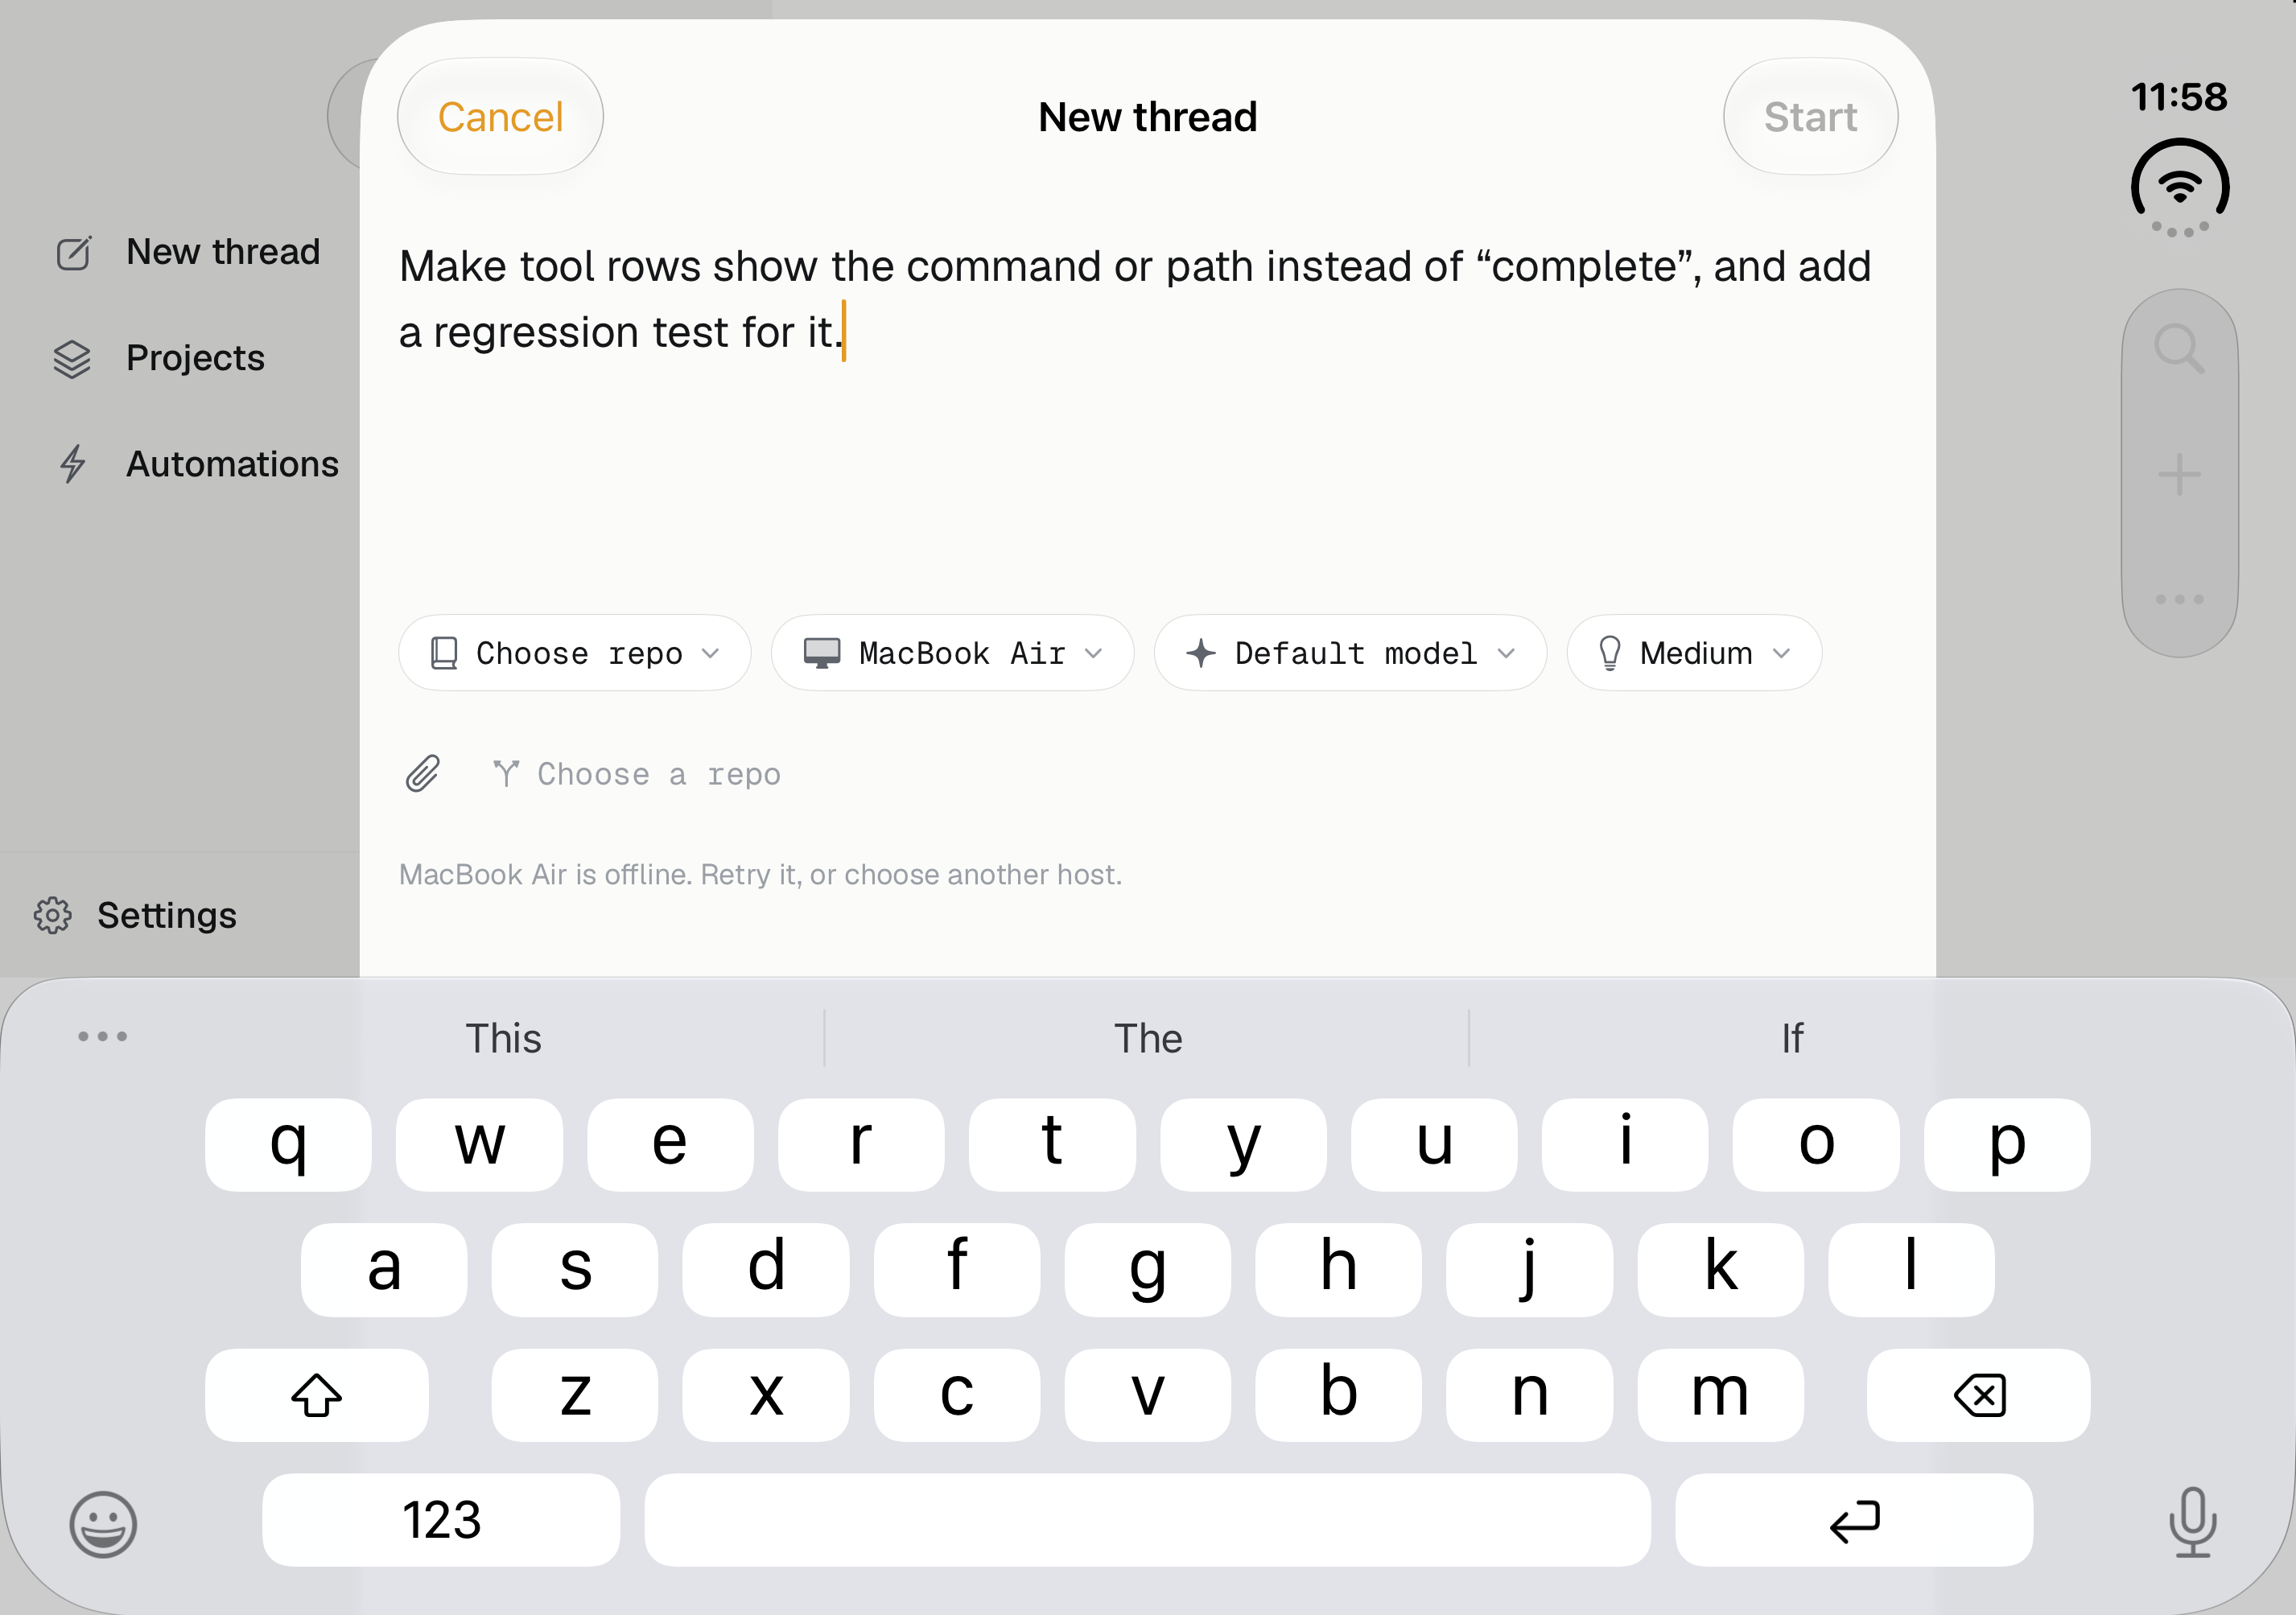 11:58
Cancel
New thread
Start
New thread
Projects
Automations
Settings
Make tool rows show the command or path instead of “complete”, and add
a regression test for it.
Choose repo
MacBook Air
Default model
Medium
Choose a repo
MacBook Air is offline. Retry it, or choose another host.
This
The
If
q w e r t y u i o p
a s d f g h j k l
z x c v b n m
123